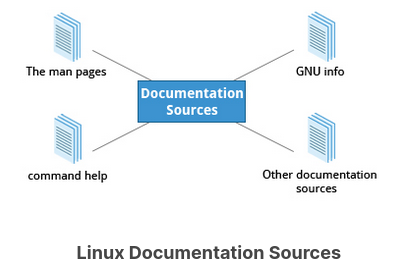 The man pages
GNU info
Documentation
Sources
command help
Other documentation
sources
Linux Documentation Sources